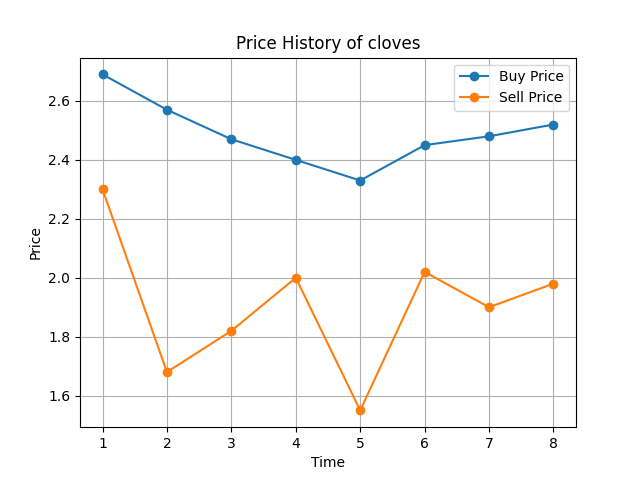 Price History of cloves
Buy Price
Sell Price
2.6
2.4
2.2
2.0
1.8
1.6
Price
1 2 3 4 5 6 7 8
Time